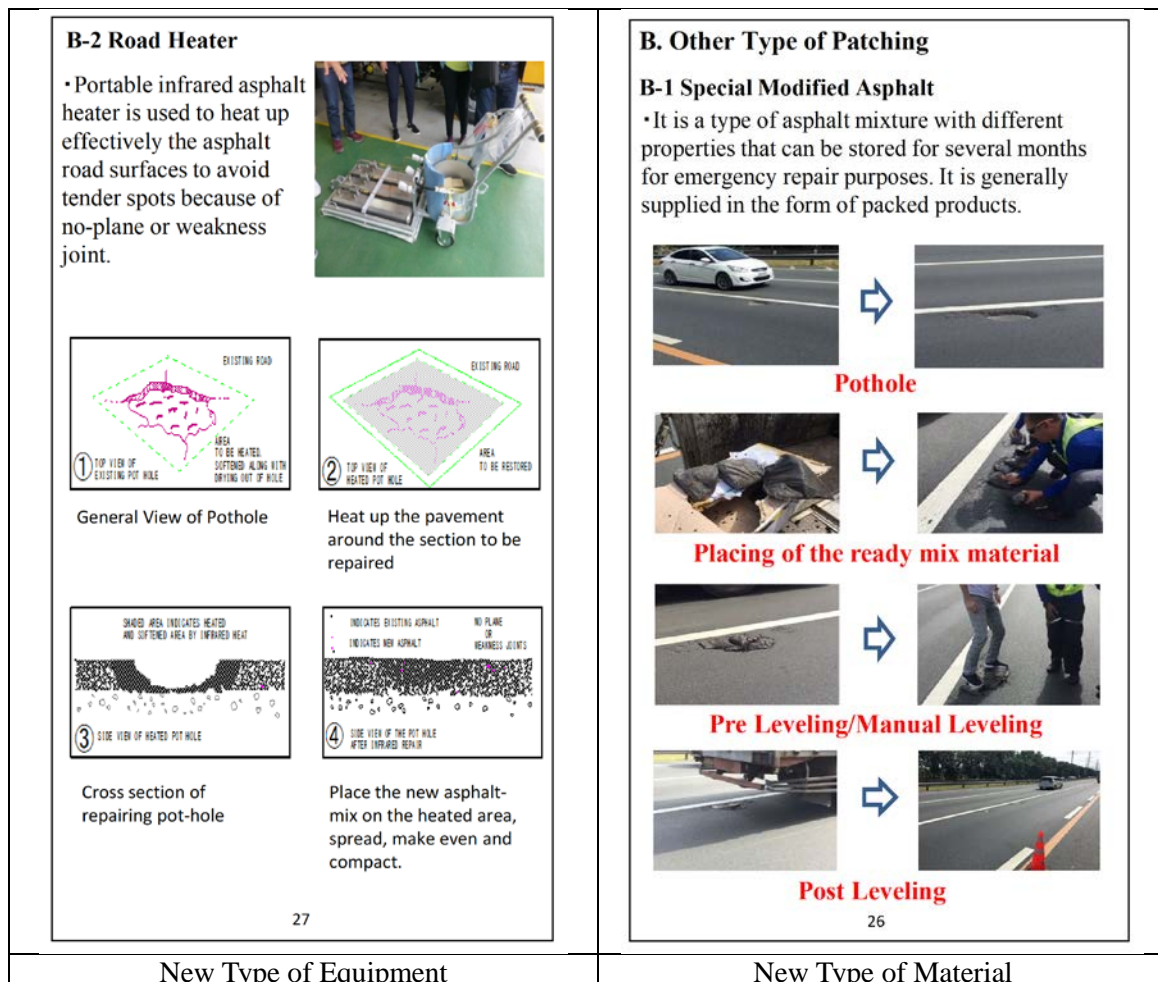 B-2 Road Heater
・Portable infrared asphalt
heater is used to heat up
effectively the asphalt
road surfaces to avoid
tender spots because of
no-plane or weakness
joint.
EXISTING ROAD
AREA
TO BE HEATED,
SOFTENED ALONG WITH
DRYING OUT OF HOLE
① TOP VIEW OF
EXISTING POT HOLE
General View of Pothole
EXISTING ROAD
AREA
TO BE RESTORED
② TOP VIEW OF
HEATED POT HOLE
Heat up the pavement
around the section to be
repaired
SHADED AREA INDICATES HEATED
AND SOFTENED AREA BY INFRARED HEAT
③ SIDE VIEW OF HEATED POT HOLE
Cross section of
repairing pot-hole
INDICATES EXISTING ASPHALT
INDICATES NEW ASPHALT
NO PLANE
OR
WEAKNESS JOINTS
④ SIDE VIEW OF THE POT HOLE
AFTER INFRARED REPAIR
Place the new asphalt-
mix on the heated area,
spread, make even and
compact.
27
New Type of Equipment
B. Other Type of Patching
B-1 Special Modified Asphalt
・It is a type of asphalt mixture with different
properties that can be stored for several months
for emergency repair purposes. It is generally
supplied in the form of packed products.
Pothole
Placing of the ready mix material
Pre Leveling/Manual Leveling
Post Leveling
26
New Type of Material